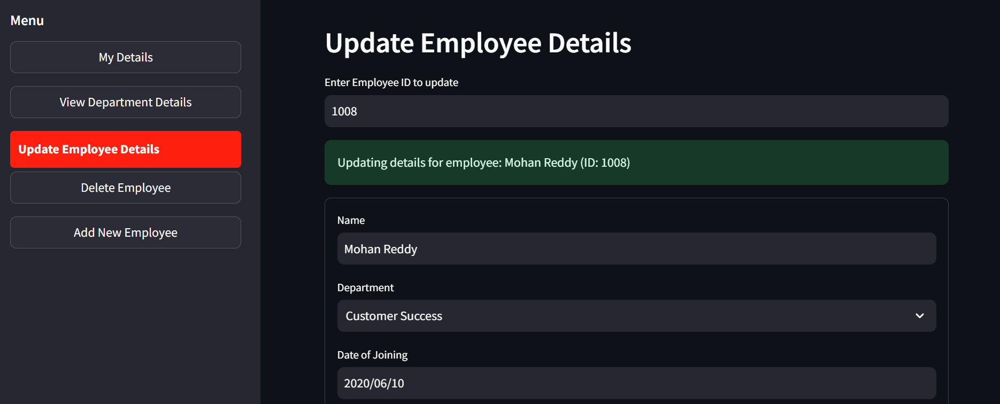 Menu
My Details
View Department Details
Update Employee Details
Delete Employee
Add New Employee
Update Employee Details
Enter Employee ID to update
1008
Updating details for employee: Mohan Reddy (ID: 1008)
Name
Mohan Reddy
Department
Customer Success
Date of Joining
2020/06/10